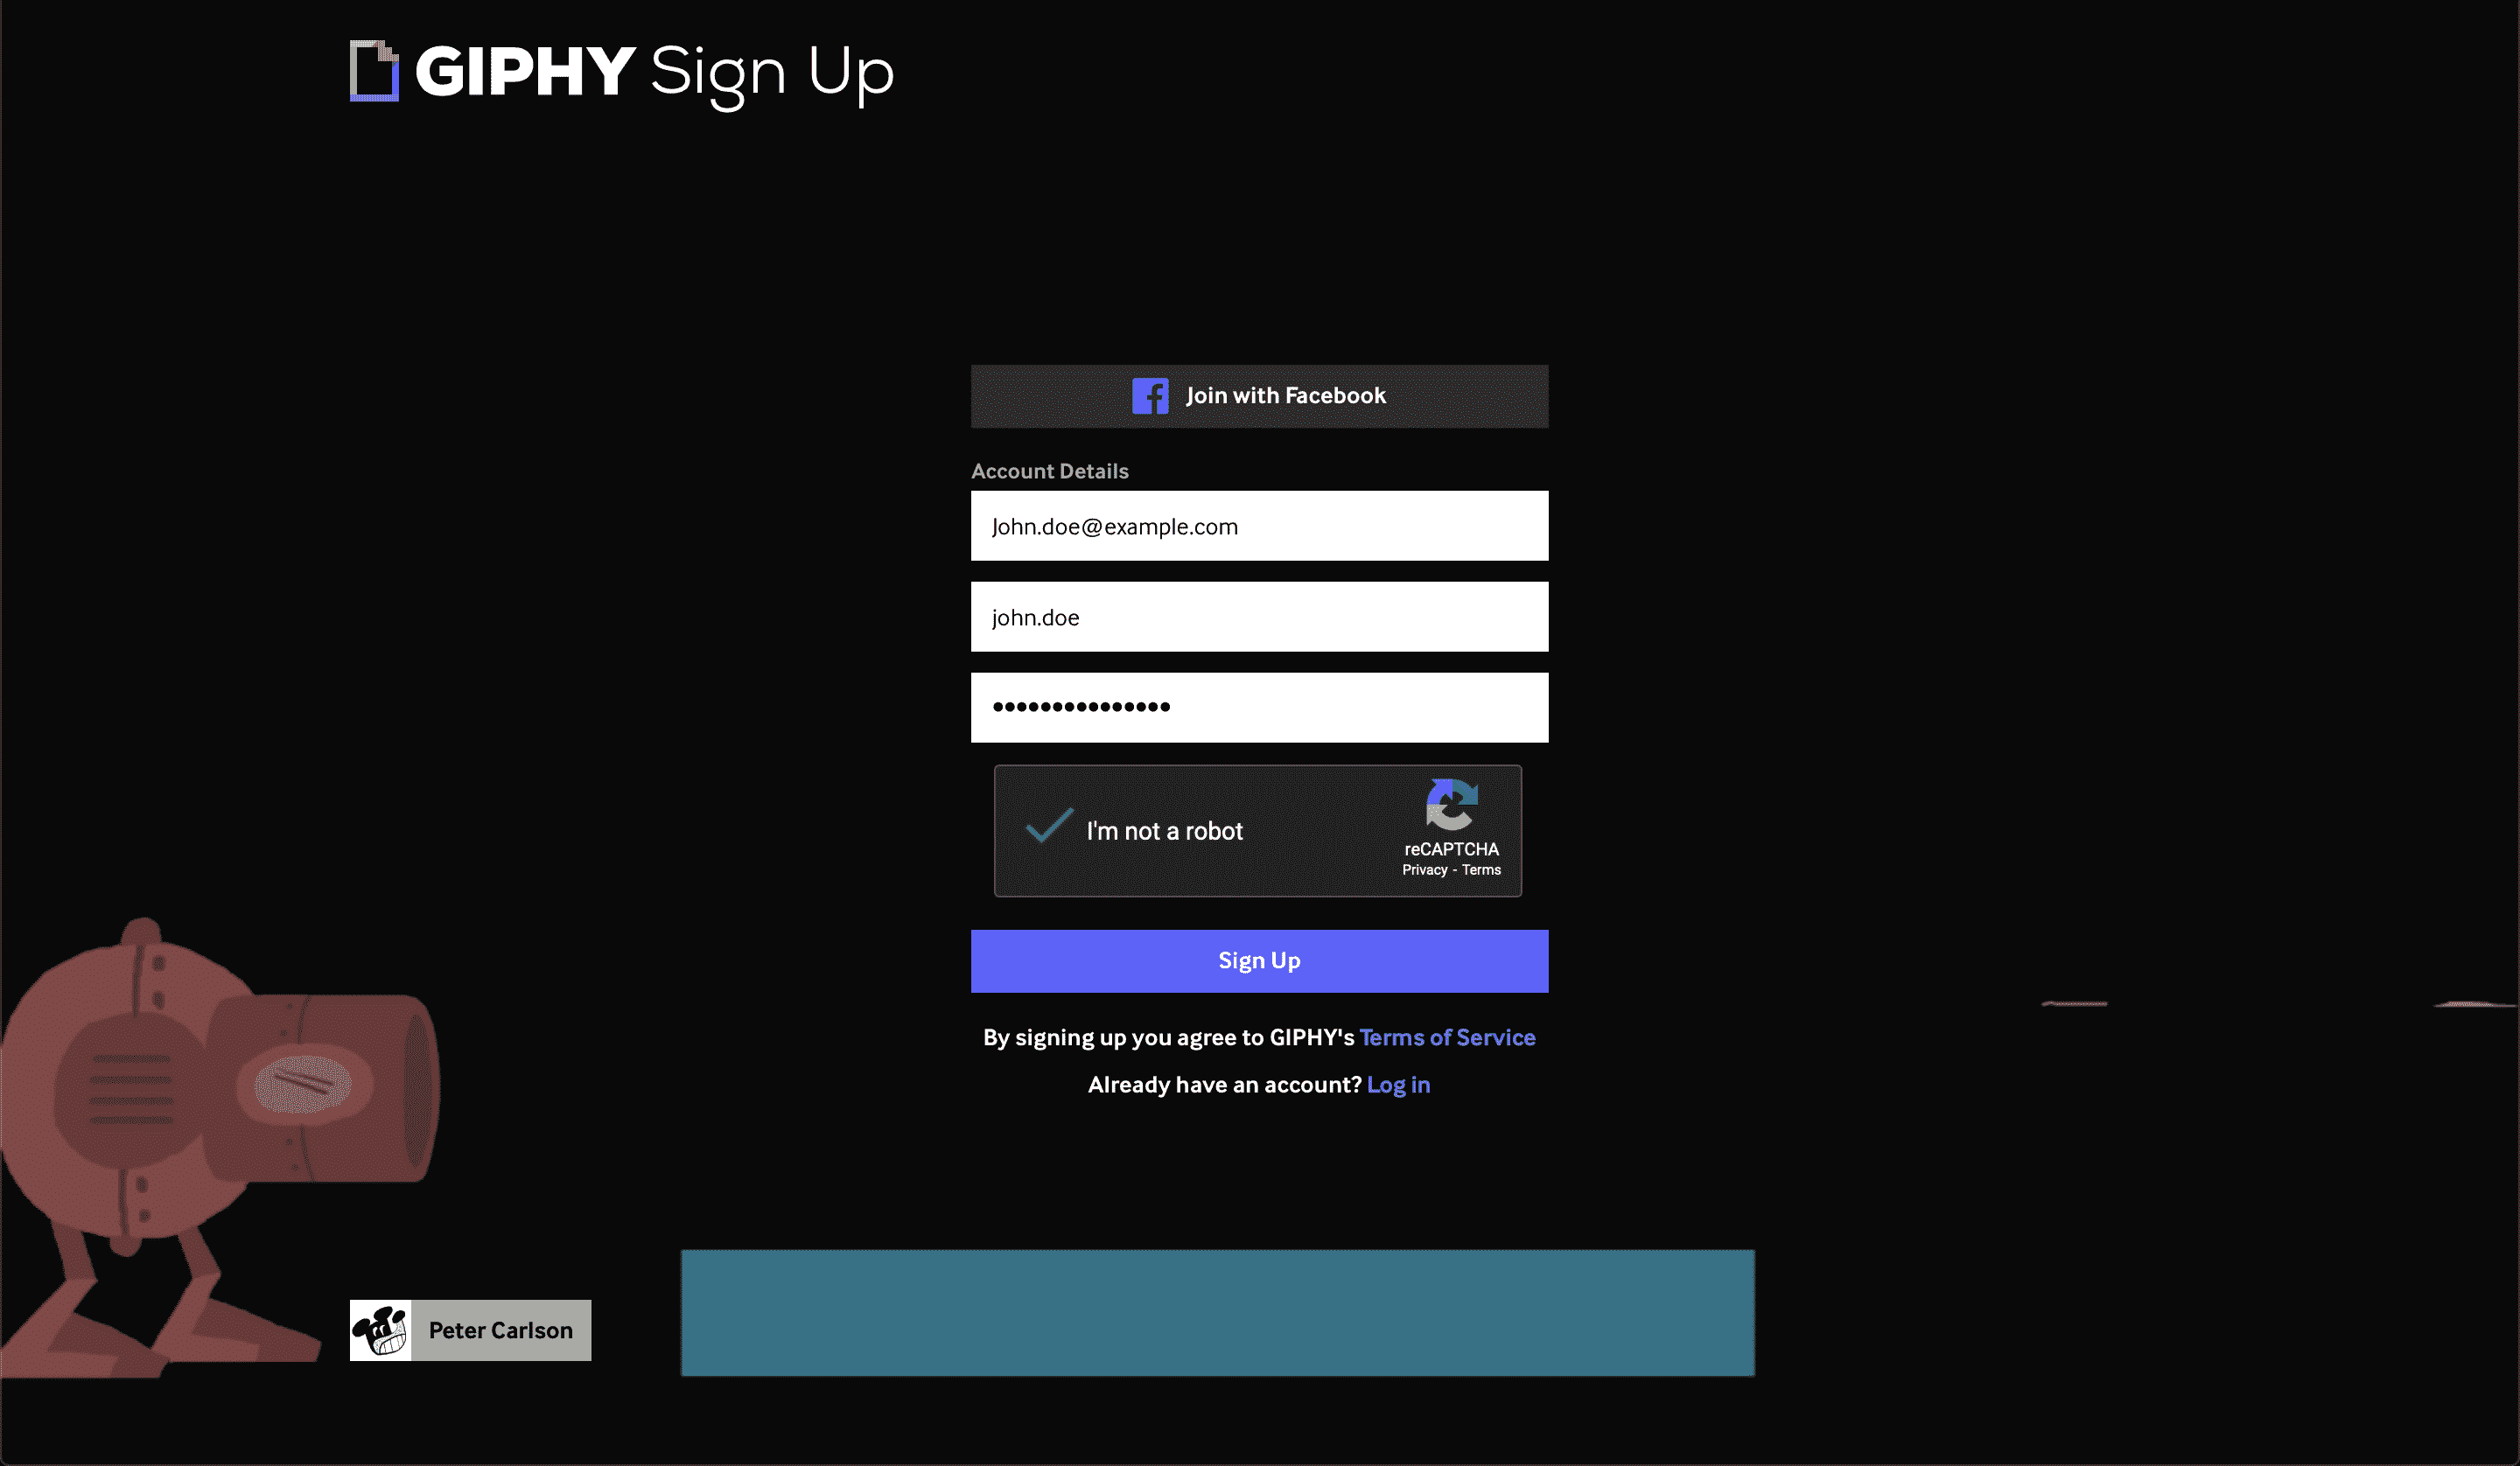 GIPHY Sign Up
Join with Facebook
Account Details
John.doe@example.com
john.doe
•••••••••••••••
I'm not a robot
reCAPTCHA
Privacy - Terms
Sign Up
By signing up you agree to GIPHY's Terms of Service
Already have an account? Log in
Peter Carlson